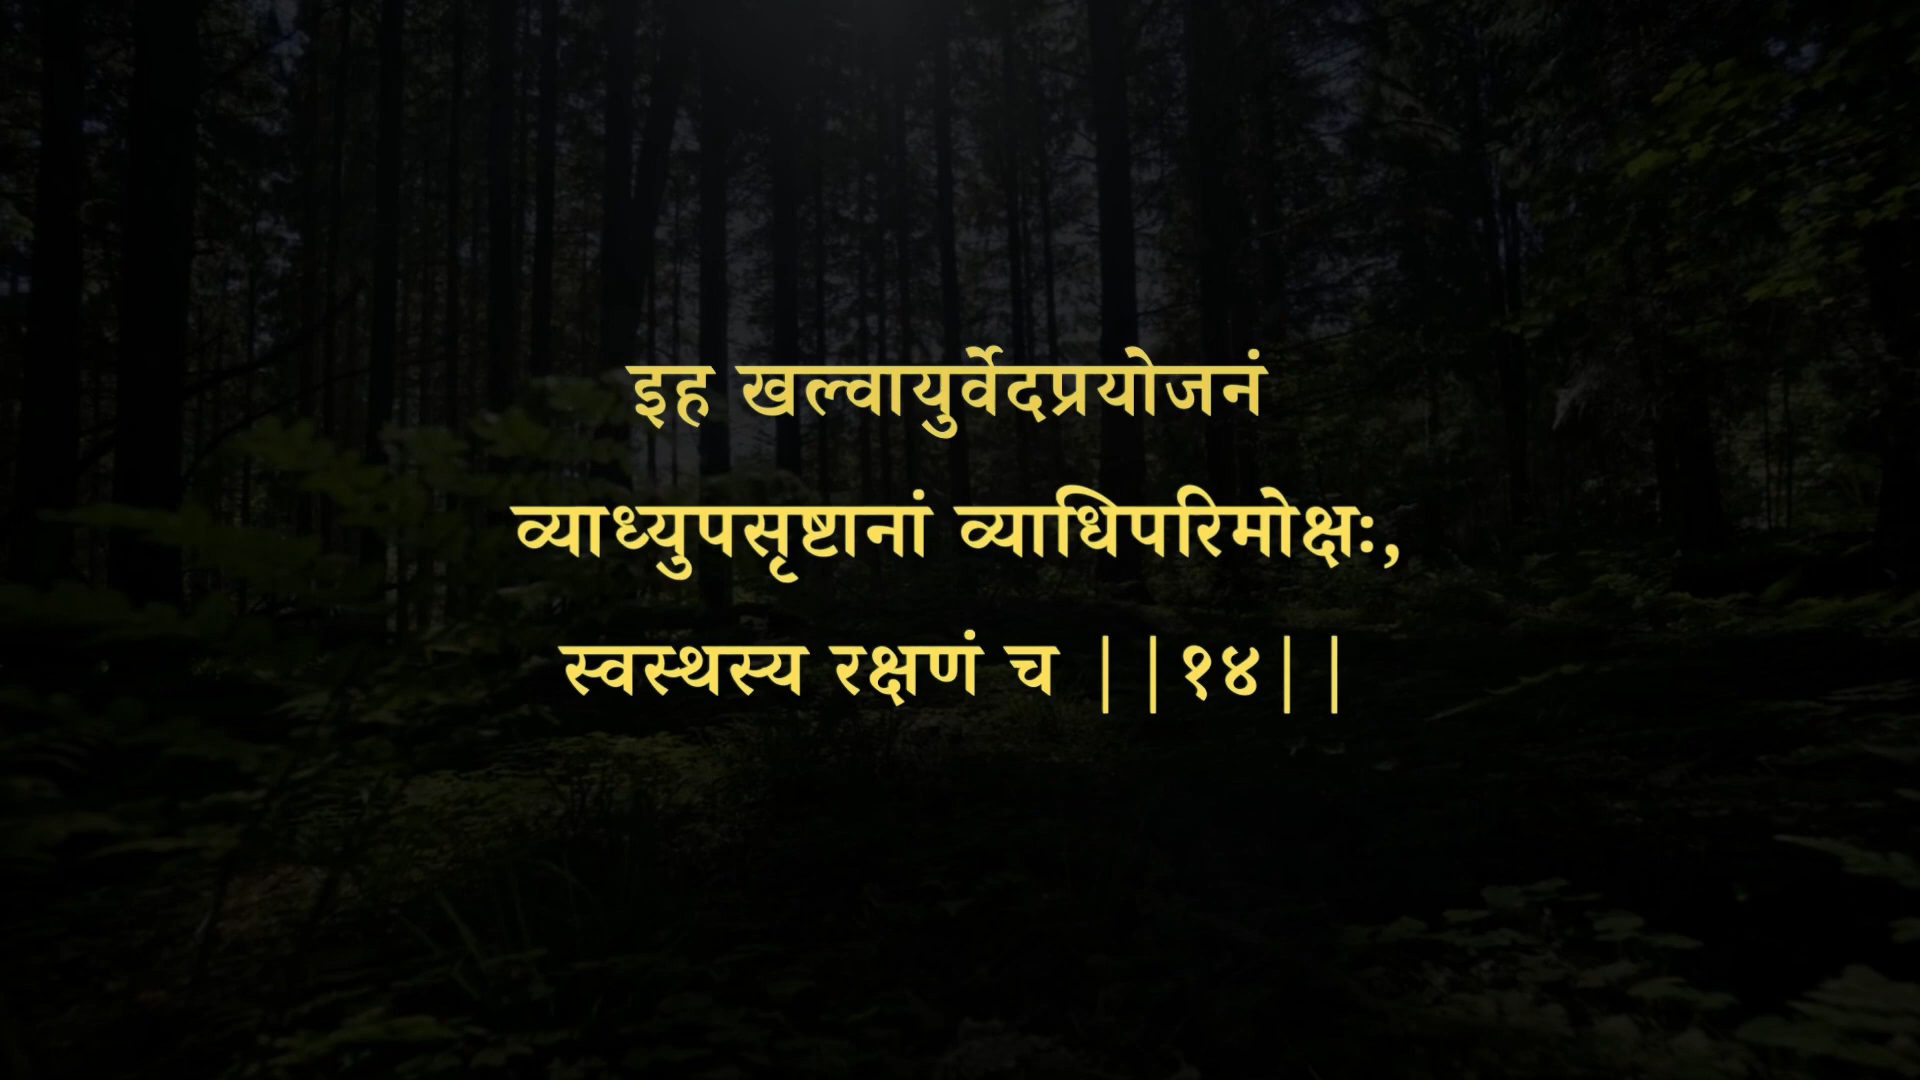 इह खल्वायुर्वेदप्रयोजनं
व्याध्युपसृष्टानां व्याधिपरिमोक्षः,
स्वस्थस्य रक्षणं च ||१४||